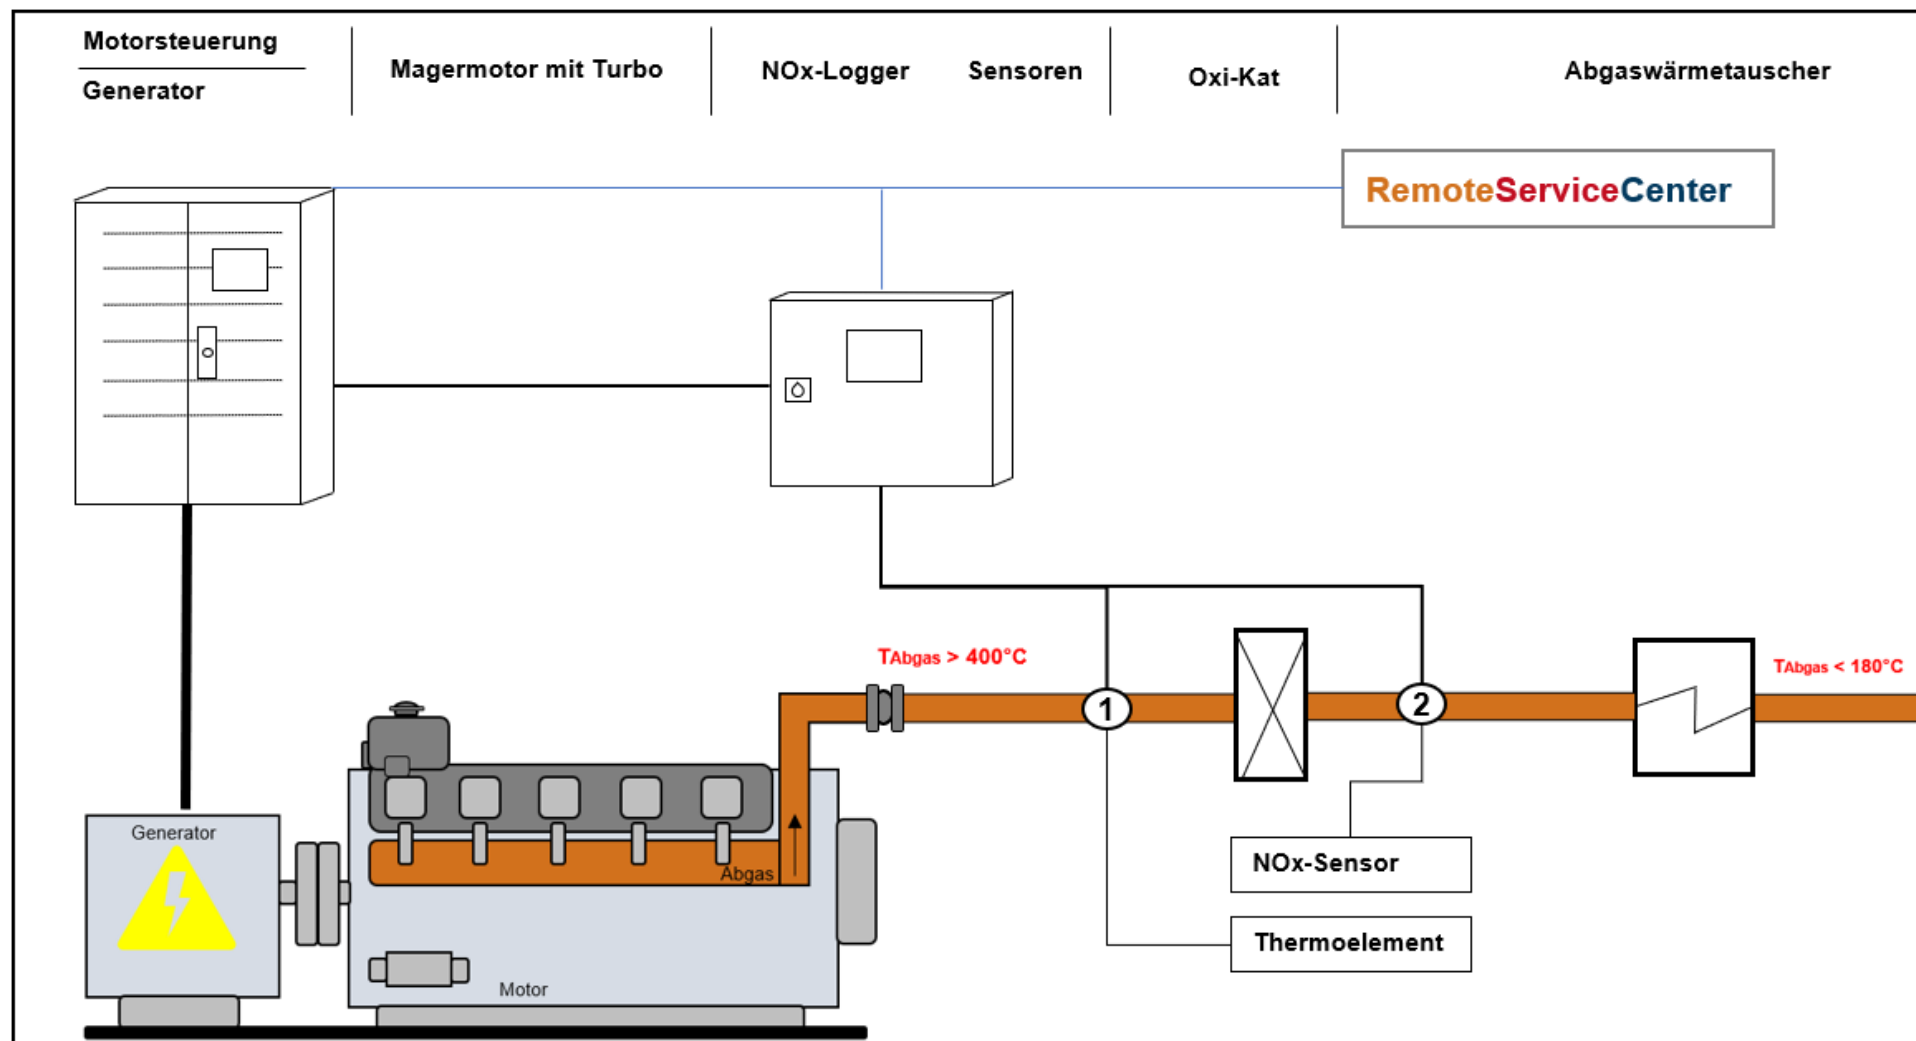 Motorsteuerung
Generator
Magermotor mit Turbo
NOx-Logger
Sensoren
Oxi-Kat
Abgaswärmetauscher
RemoteServiceCenter
TAbgas > 400°C
TAbgas < 180°C
1
2
Generator
Abgas
NOx-Sensor
Thermoelement
Motor